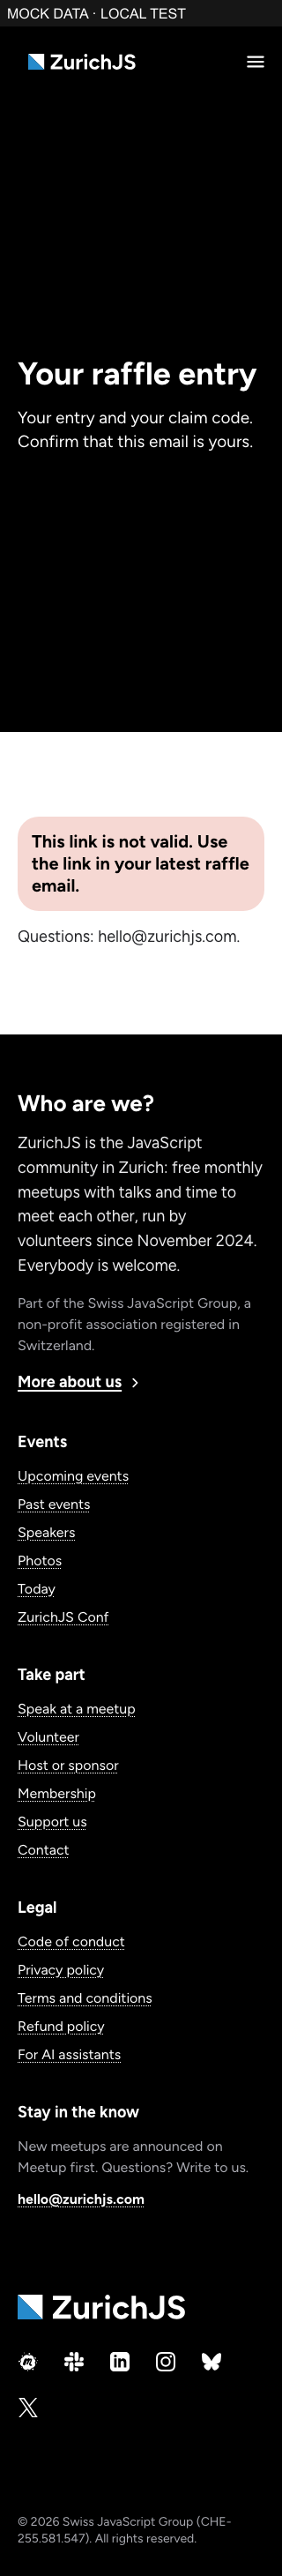 MOCK DATA · LOCAL TEST
ZurichJS
Your raffle entry
Your entry and your claim code.
Confirm that this email is yours.
This link is not valid. Use
the link in your latest raffle
email.
Questions: hello@zurichjs.com.
Who are we?
ZurichJS is the JavaScript
community in Zurich: free monthly
meetups with talks and time to
meet each other, run by
volunteers since November 2024.
Everybody is welcome.
Part of the Swiss JavaScript Group, a
non-profit association registered in
Switzerland.
More about us
Events
Upcoming events
Past events
Speakers
Photos
Today
ZurichJS Conf
Take part
Speak at a meetup
Volunteer
Host or sponsor
Membership
Support us
Contact
Legal
Code of conduct
Privacy policy
Terms and conditions
Refund policy
For AI assistants
Stay in the know
New meetups are announced on
Meetup first. Questions? Write to us.
hello@zurichjs.com
ZurichJS
© 2026 Swiss JavaScript Group (CHE-
255.581.547). All rights reserved.